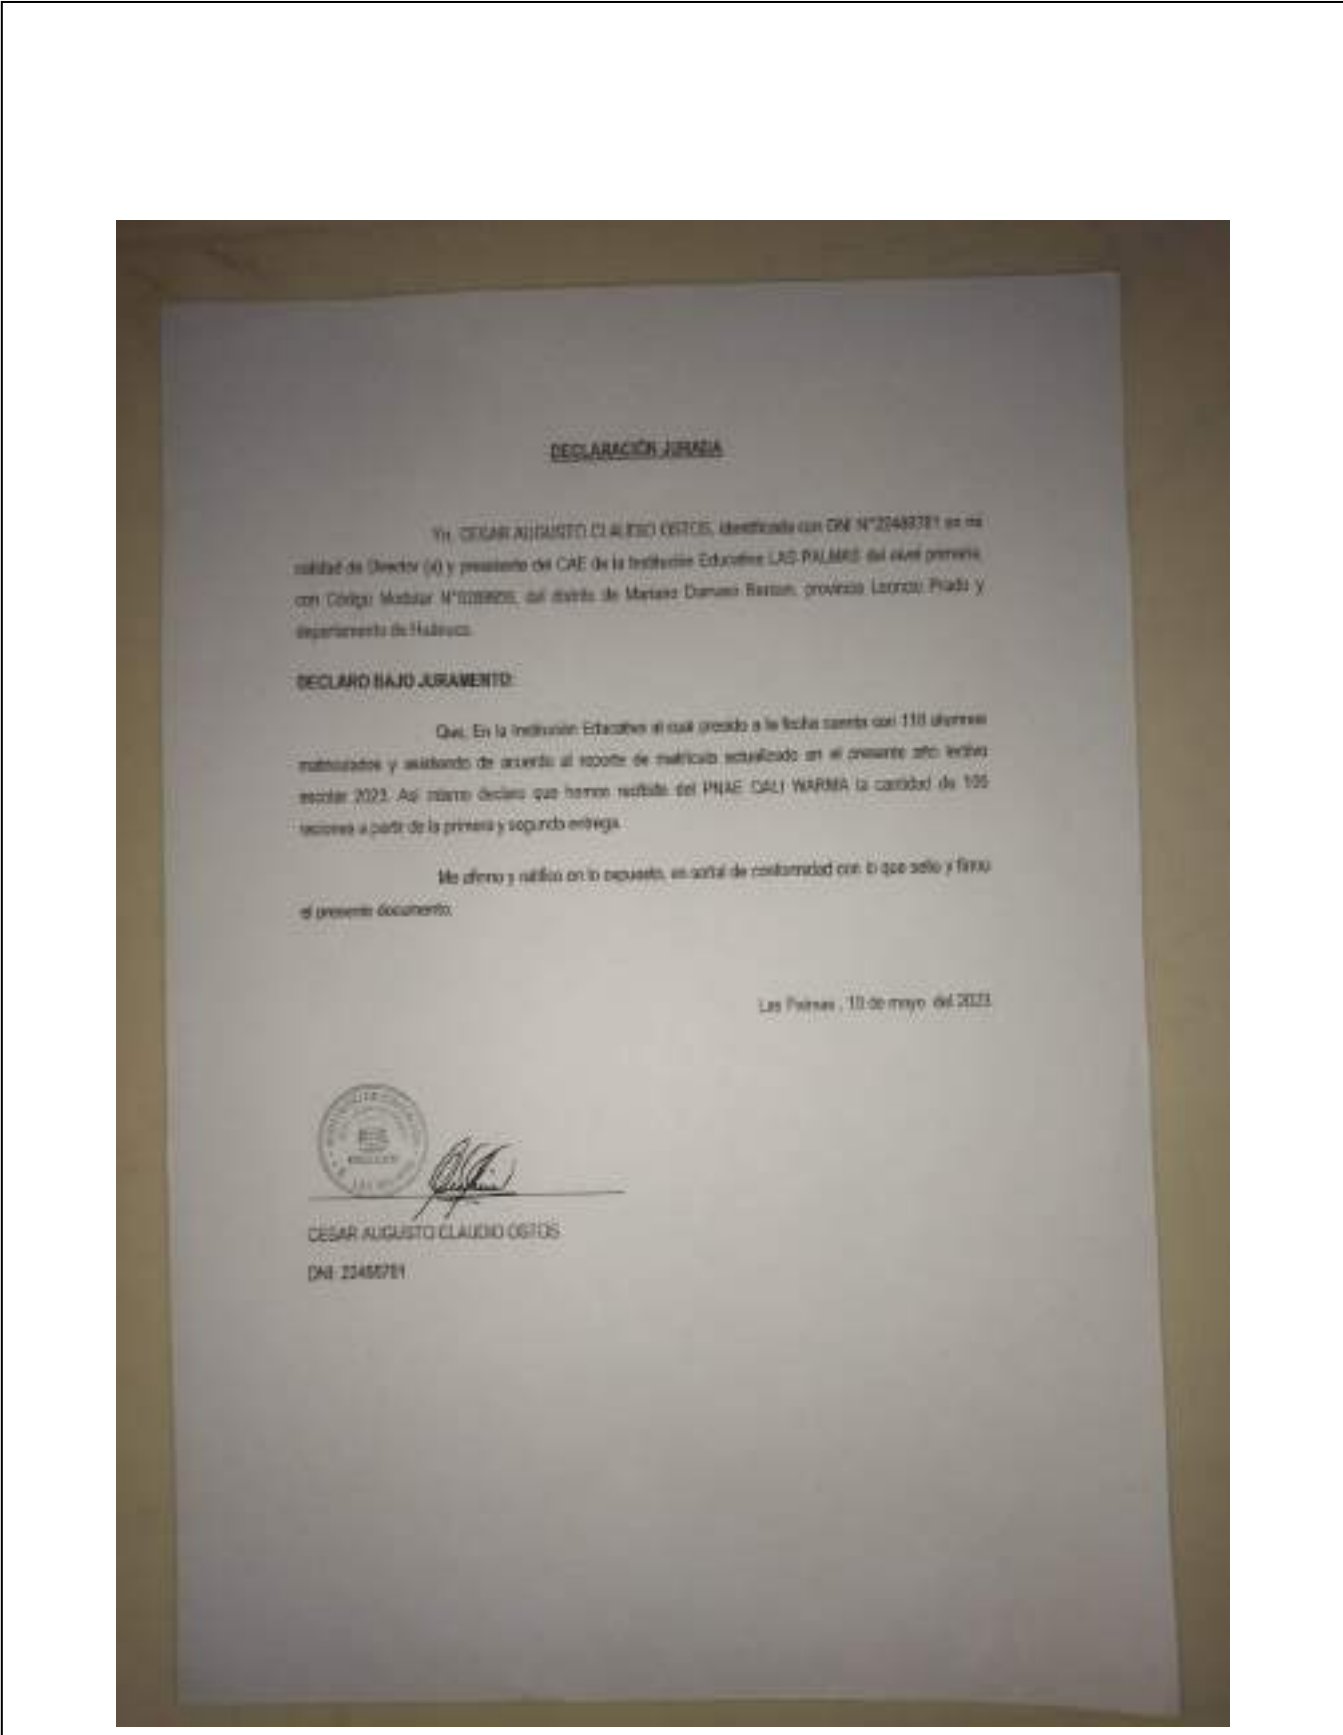 DECLARACIÓN JURADA
Yo, CESAR AUGUSTO CLAUDIO OSTOS, identificado con DNI en mi
calidad de Director (a) y presidente del CAE de la Institución Educativa LAS PALMAS del nivel primaria,
con Código Modular del distrito de Mariano Damaso Beraun, provincia Leoncio Prado y
departamento de Huánuco.
DECLARO BAJO JURAMENTO:
Que, En la Institución Educativa al cual presido a la fecha cuenta con alumnos
matriculados y asistiendo de acuerdo al reporte de matrícula actualizado en el presente año lectivo
escolar 2023. Así mismo declaro que hemos recibido del PNAE QALI WARMA la cantidad de
raciones a partir de la primera y segunda entrega.
Me afirmo y ratifico en lo expuesto, en señal de conformidad con lo que sello y firmo
el presente documento.
Las Palmas , 10 de mayo del 2023
CESAR AUGUSTO CLAUDIO OSTOS
DNI: